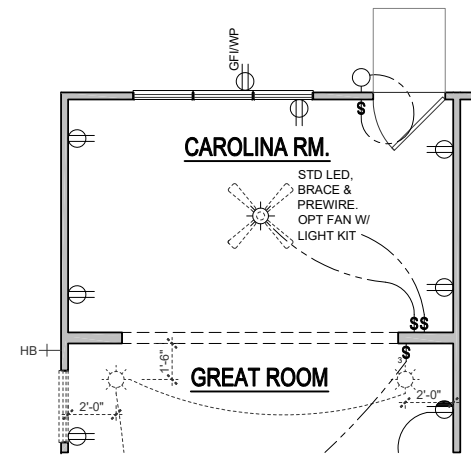 GFI/WP
$
CAROLINA RM.
STD LED,
BRACE &
PREWIRE.
OPT FAN W/
LIGHT KIT
$$
HB
1'-6"
3
$
GREAT ROOM
2'-0"
2'-0"